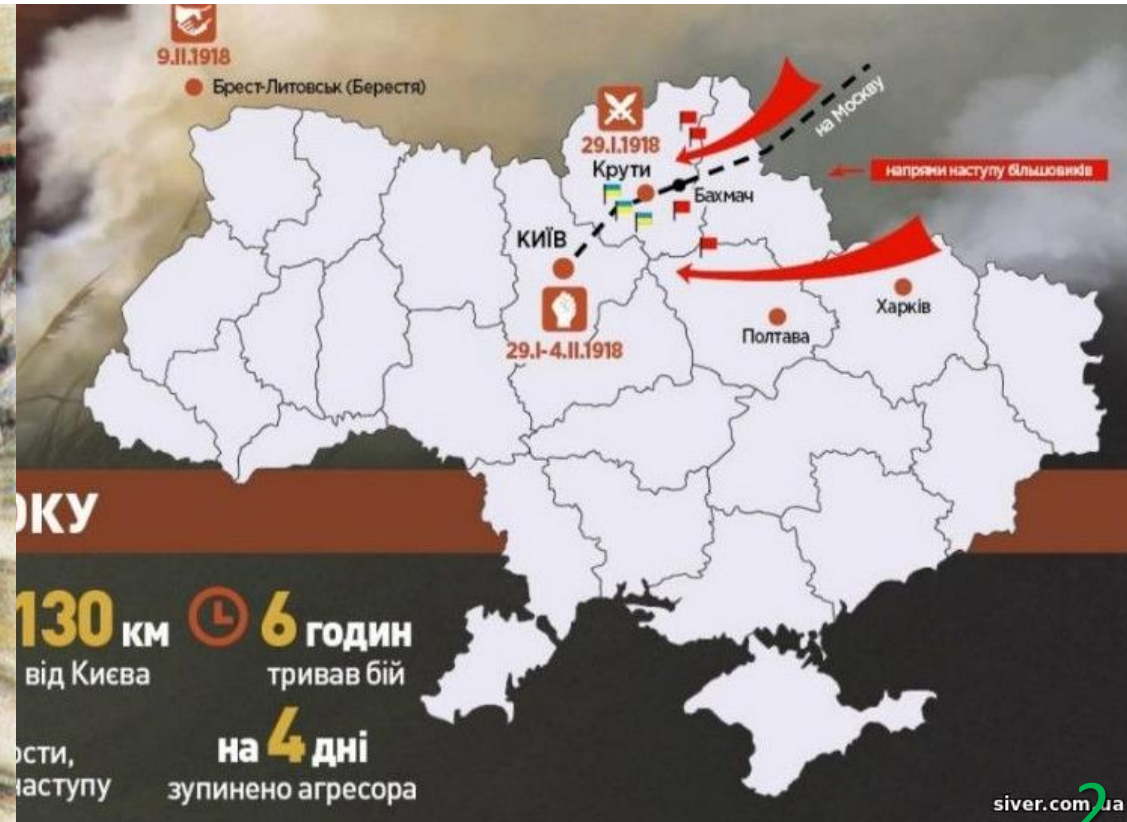 9.II.1918
Брест-Литовськ (Берестя)
на Москву
29.I.1918
Крути
напрями наступу більшовиків
Бахмач
КИЇВ
Харків
Полтава
29.I-4.II.1918
ОКУ
130 км
від Києва
6 годин
тривав бій
ости,
наступу
на 4 дні
зупинено агресора
siver.com.ua
2